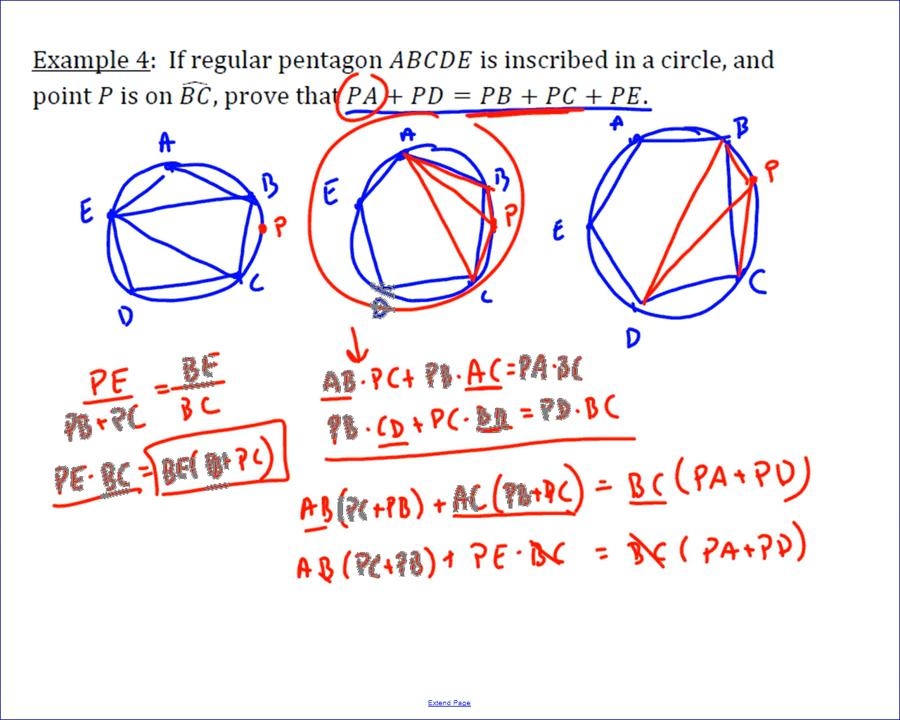 Example 4: If regular pentagon ABCDE is inscribed in a circle, and
point P is on BC, prove that PA + PD = PB + PC + PE.
A
B
P
C
D
E
A
B
P
C
D
E
A
B
P
C
D
E
PE/PB+PC = BE/BC
PE · BC = BE(PB+PC)
AB · PC + PB · AC = PA · BC
PB · CD + PC · BD = PD · BC
AB(PC+PB) + AC(PB+PC) = BC(PA+PD)
AB(PC+PB) + PE · BC = BC(PA+PD)
Extend Page